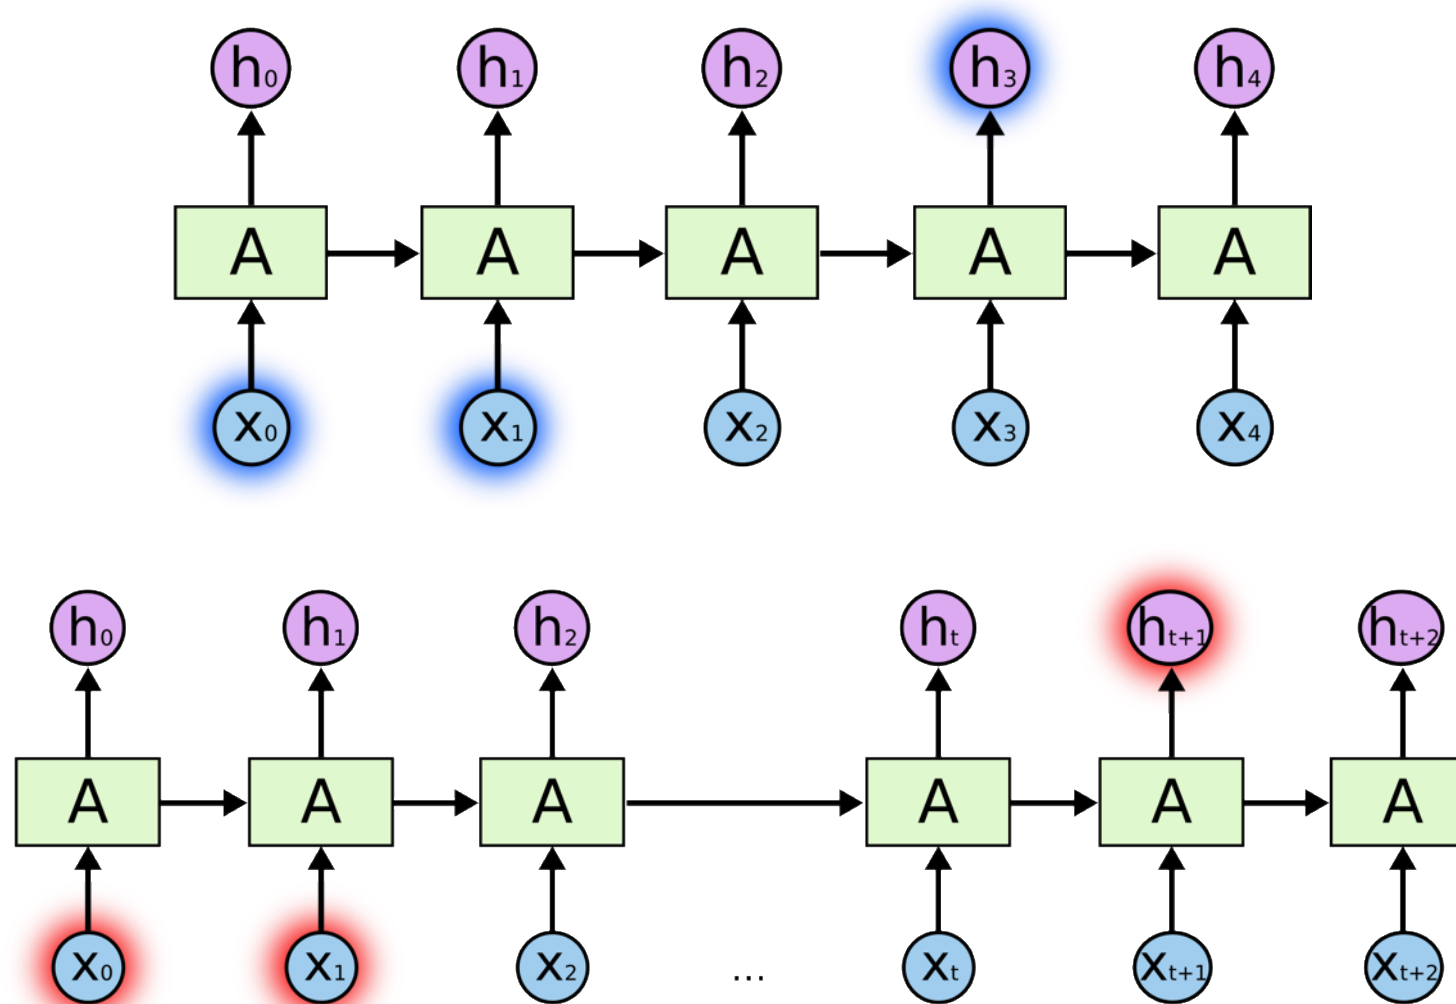 h₀ h₁ h₂ h₃ h₄
A A A A A
x₀ x₁ x₂ x₃ x₄
h₀ h₁ h₂ hₜ hₜ₊₁ hₜ₊₂
A A A A A A
x₀ x₁ x₂ ... xₜ xₜ₊₁ xₜ₊₂